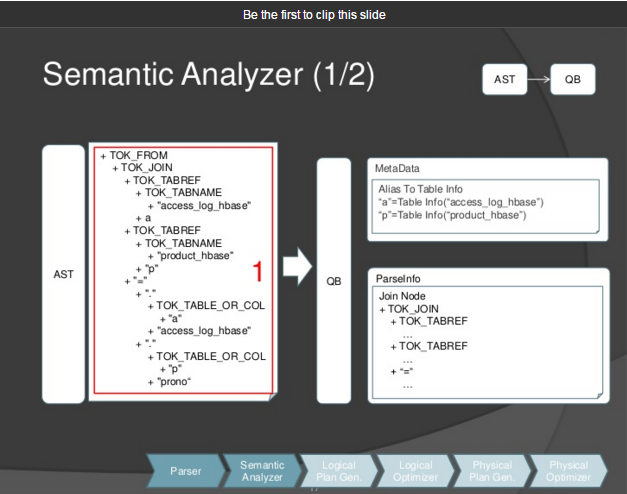 Be the first to clip this slide
Semantic Analyzer (1/2)
AST
QB
AST
+ TOK_FROM
+ TOK_JOIN
+ TOK_TABREF
+ TOK_TABNAME
+ "access_log_hbase"
+ a
+ TOK_TABREF
+ TOK_TABNAME
+ "product_hbase"
+ "p"
+ "="
+ "."
+ TOK_TABLE_OR_COL
+ "a"
+ "access_log_hbase"
+ "."
+ TOK_TABLE_OR_COL
+ "p"
+ "prono“
1
QB
MetaData
Alias To Table Info
“a”=Table Info(“access_log_hbase”)
“p”=Table Info(“product_hbase”)
ParseInfo
Join Node
+ TOK_JOIN
+ TOK_TABREF
…
+ TOK_TABREF
…
+ “=”
…
Parser
Semantic
Analyzer
Logical
Plan Gen.
Logical
Optimizer
Physical
Plan Gen.
Physical
Optimizer